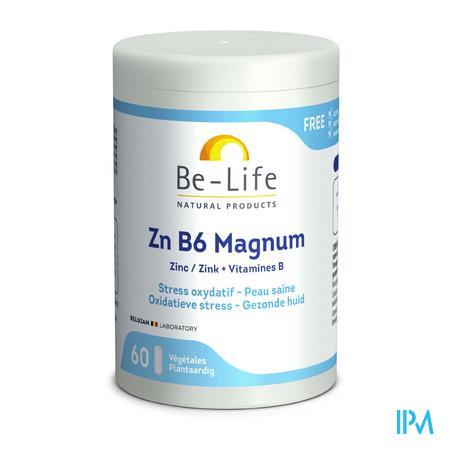 FREE
Be-Life
NATURAL PRODUCTS
Zn B6 Magnum
Zinc / Zink + Vitamines B
Stress oxydatif - Peau saine
Oxidatieve stress - Gezonde huid
BELGIAN LABORATORY
60 Végétales
Plantaardig
IPM